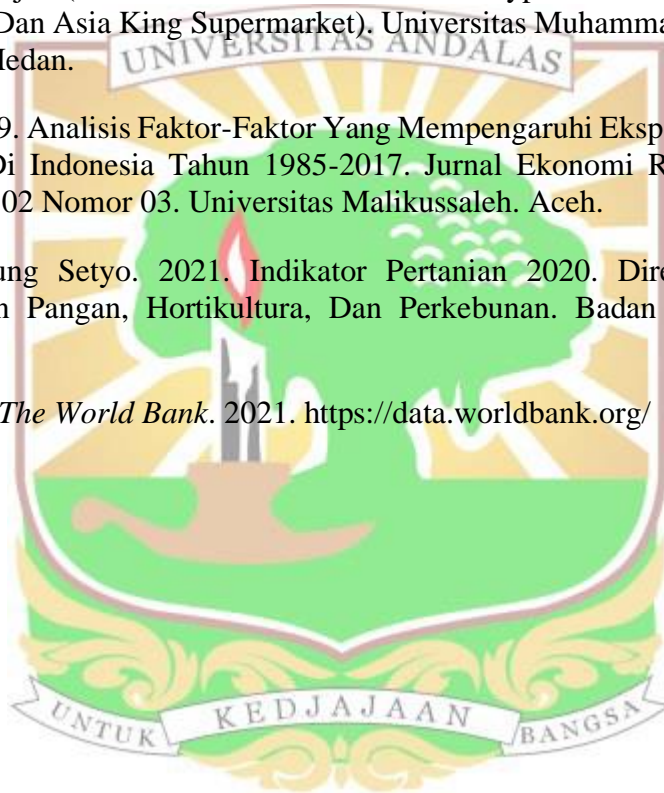 Dan Asia King Supermarket). Universitas Muhamma
Medan.
UNIVERSITAS ANDALAS
9. Analisis Faktor-Faktor Yang Mempengaruhi Eksp
Di Indonesia Tahun 1985-2017. Jurnal Ekonomi R
02 Nomor 03. Universitas Malikussaleh. Aceh.
ung Setyo. 2021. Indikator Pertanian 2020. Dire
n Pangan, Hortikultura, Dan Perkebunan. Badan
The World Bank. 2021. https://data.worldbank.org/
UNTUK KEDJAJAAN BANGSA